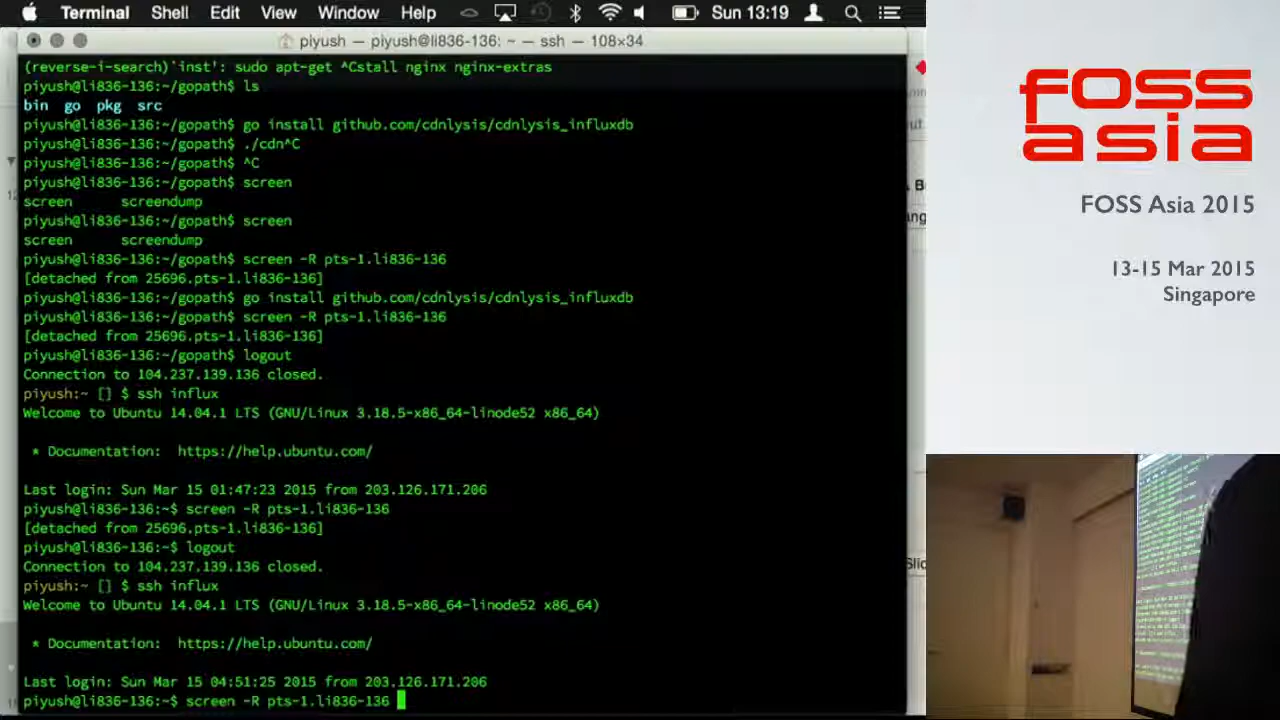 Terminal Shell Edit View Window Help Sun 13:19
piyush — piyush@li836-136: ~ — ssh — 108×34
(reverse-i-search)`inst': sudo apt-get ^Cstall nginx nginx-extras
piyush@li836-136:~/gopath$ ls
bin go pkg src
piyush@li836-136:~/gopath$ go install github.com/cdnlysis/cdnlysis_influxdb
piyush@li836-136:~/gopath$ ./cdn^C
piyush@li836-136:~/gopath$ ^C
piyush@li836-136:~/gopath$ screen
screen screendump
piyush@li836-136:~/gopath$ screen
screen screendump
piyush@li836-136:~/gopath$ screen -R pts-1.li836-136
[detached from 25696.pts-1.li836-136]
piyush@li836-136:~/gopath$ go install github.com/cdnlysis/cdnlysis_influxdb
piyush@li836-136:~/gopath$ screen -R pts-1.li836-136
[detached from 25696.pts-1.li836-136]
piyush@li836-136:~/gopath$ logout
Connection to 104.237.139.136 closed.
piyush:~ [] $ ssh influx
Welcome to Ubuntu 14.04.1 LTS (GNU/Linux 3.18.5-x86_64-linode52 x86_64)
* Documentation: https://help.ubuntu.com/
Last login: Sun Mar 15 01:47:23 2015 from 203.126.171.206
piyush@li836-136:~$ screen -R pts-1.li836-136
[detached from 25696.pts-1.li836-136]
piyush@li836-136:~$ logout
Connection to 104.237.139.136 closed.
piyush:~ [] $ ssh influx
Welcome to Ubuntu 14.04.1 LTS (GNU/Linux 3.18.5-x86_64-linode52 x86_64)
* Documentation: https://help.ubuntu.com/
Last login: Sun Mar 15 04:51:25 2015 from 203.126.171.206
piyush@li836-136:~$ screen -R pts-1.li836-136
FOSS
asia
FOSS Asia 2015
13-15 Mar 2015
Singapore